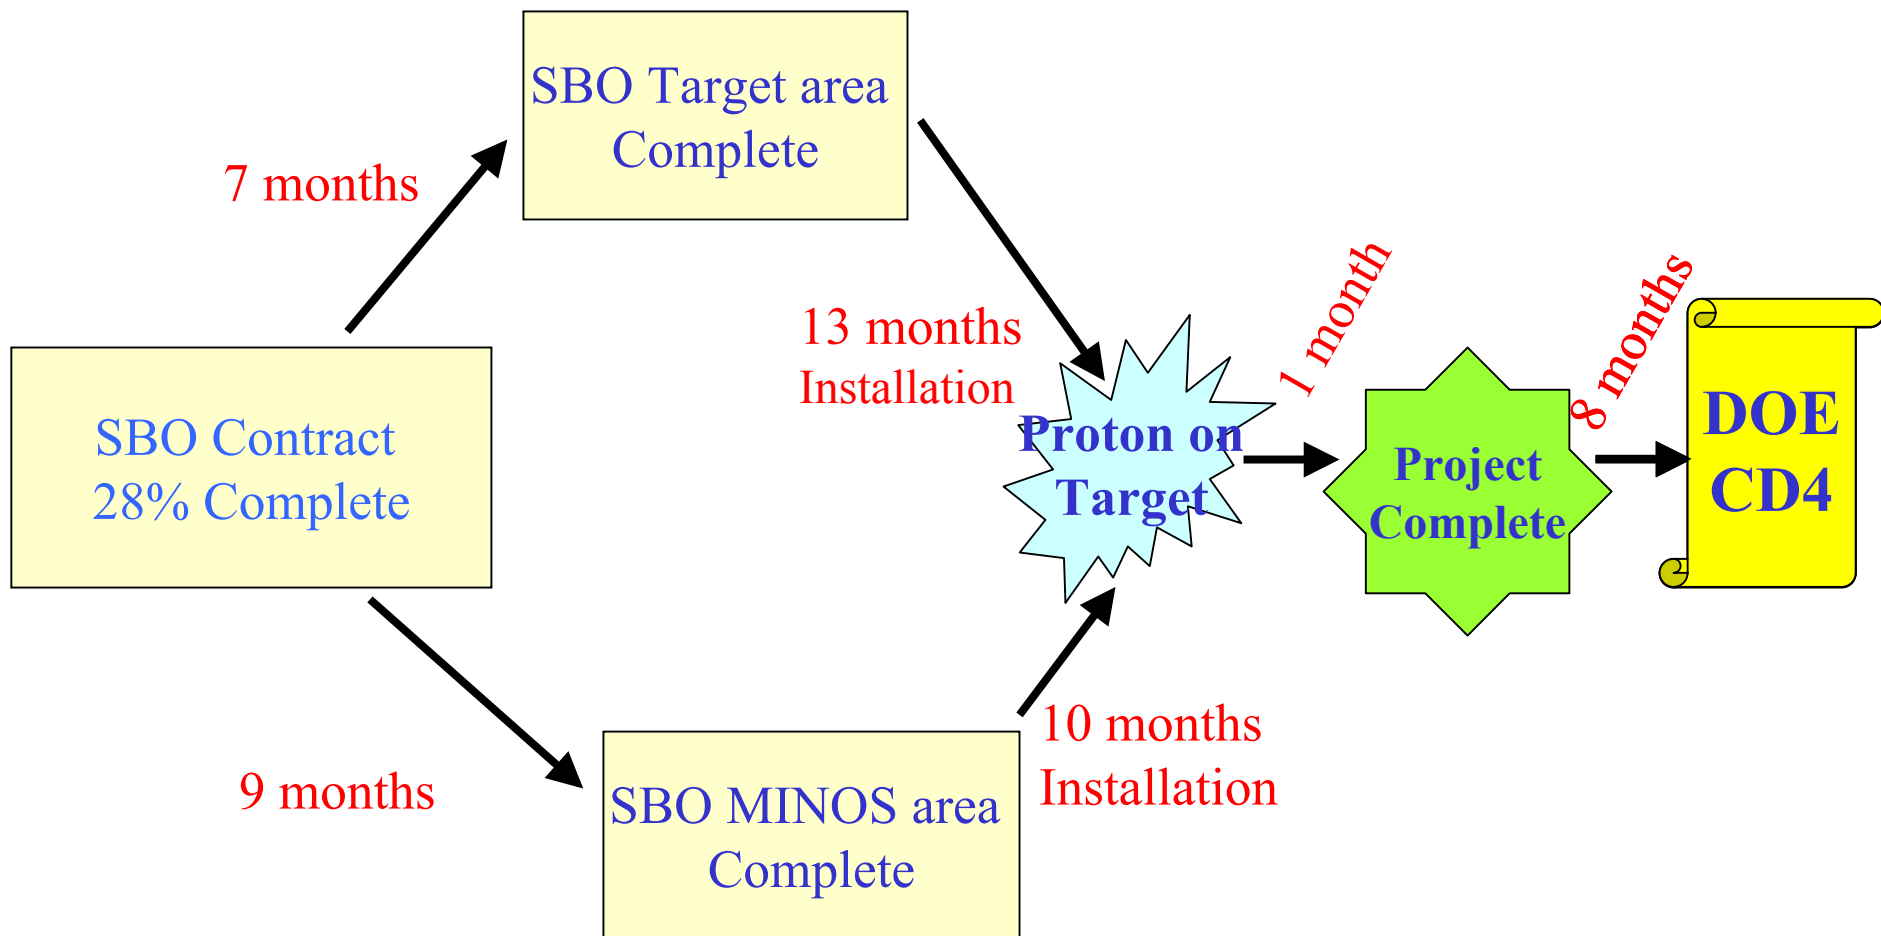 SBO Target area
Complete
7 months
13 months
Installation
1 month
8 months
SBO Contract
28% Complete
Proton on
Target
Project
Complete
DOE
CD4
9 months
10 months
Installation
SBO MINOS area
Complete